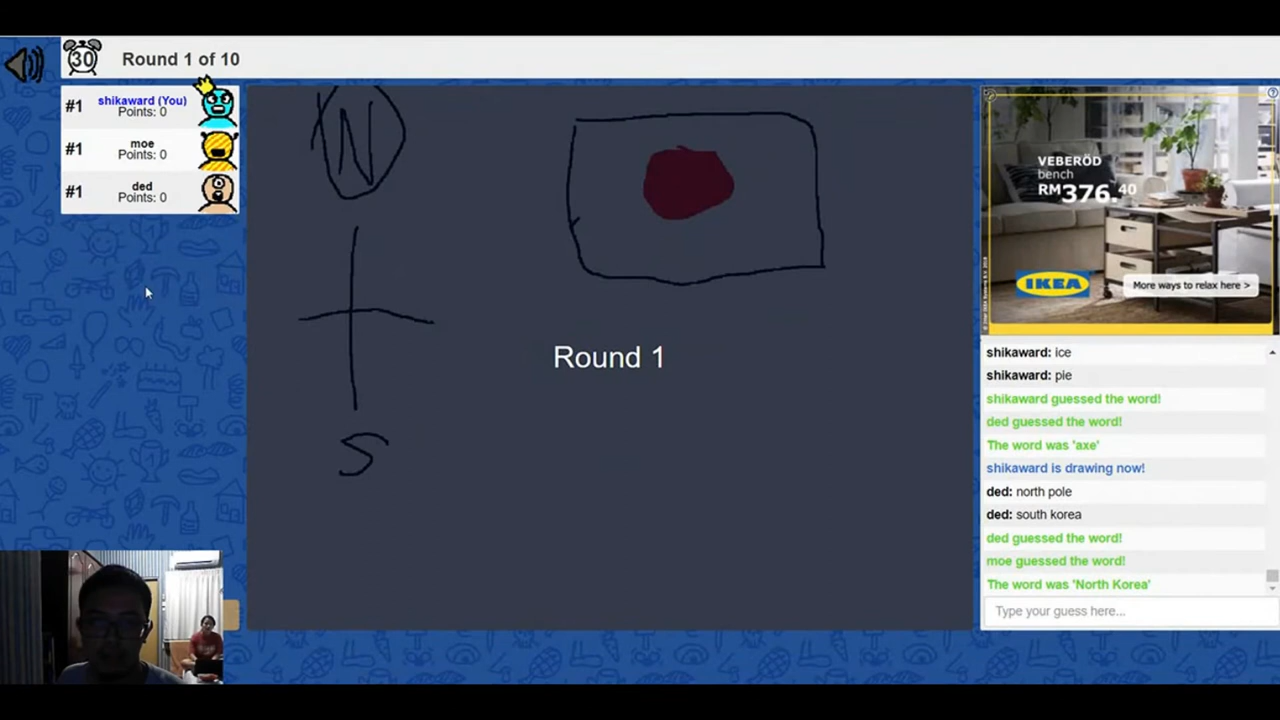 30
Round 1 of 10
#1
shikaward (You)
Points: 0
#1
moe
Points: 0
#1
ded
Points: 0
N
S
Round 1
VEBERÖD
bench
RM376.40
IKEA
More ways to relax here >
shikaward: ice
shikaward: pie
shikaward guessed the word!
ded guessed the word!
The word was 'axe'
shikaward is drawing now!
ded: north pole
ded: south korea
ded guessed the word!
moe guessed the word!
The word was 'North Korea'
Type your guess here...